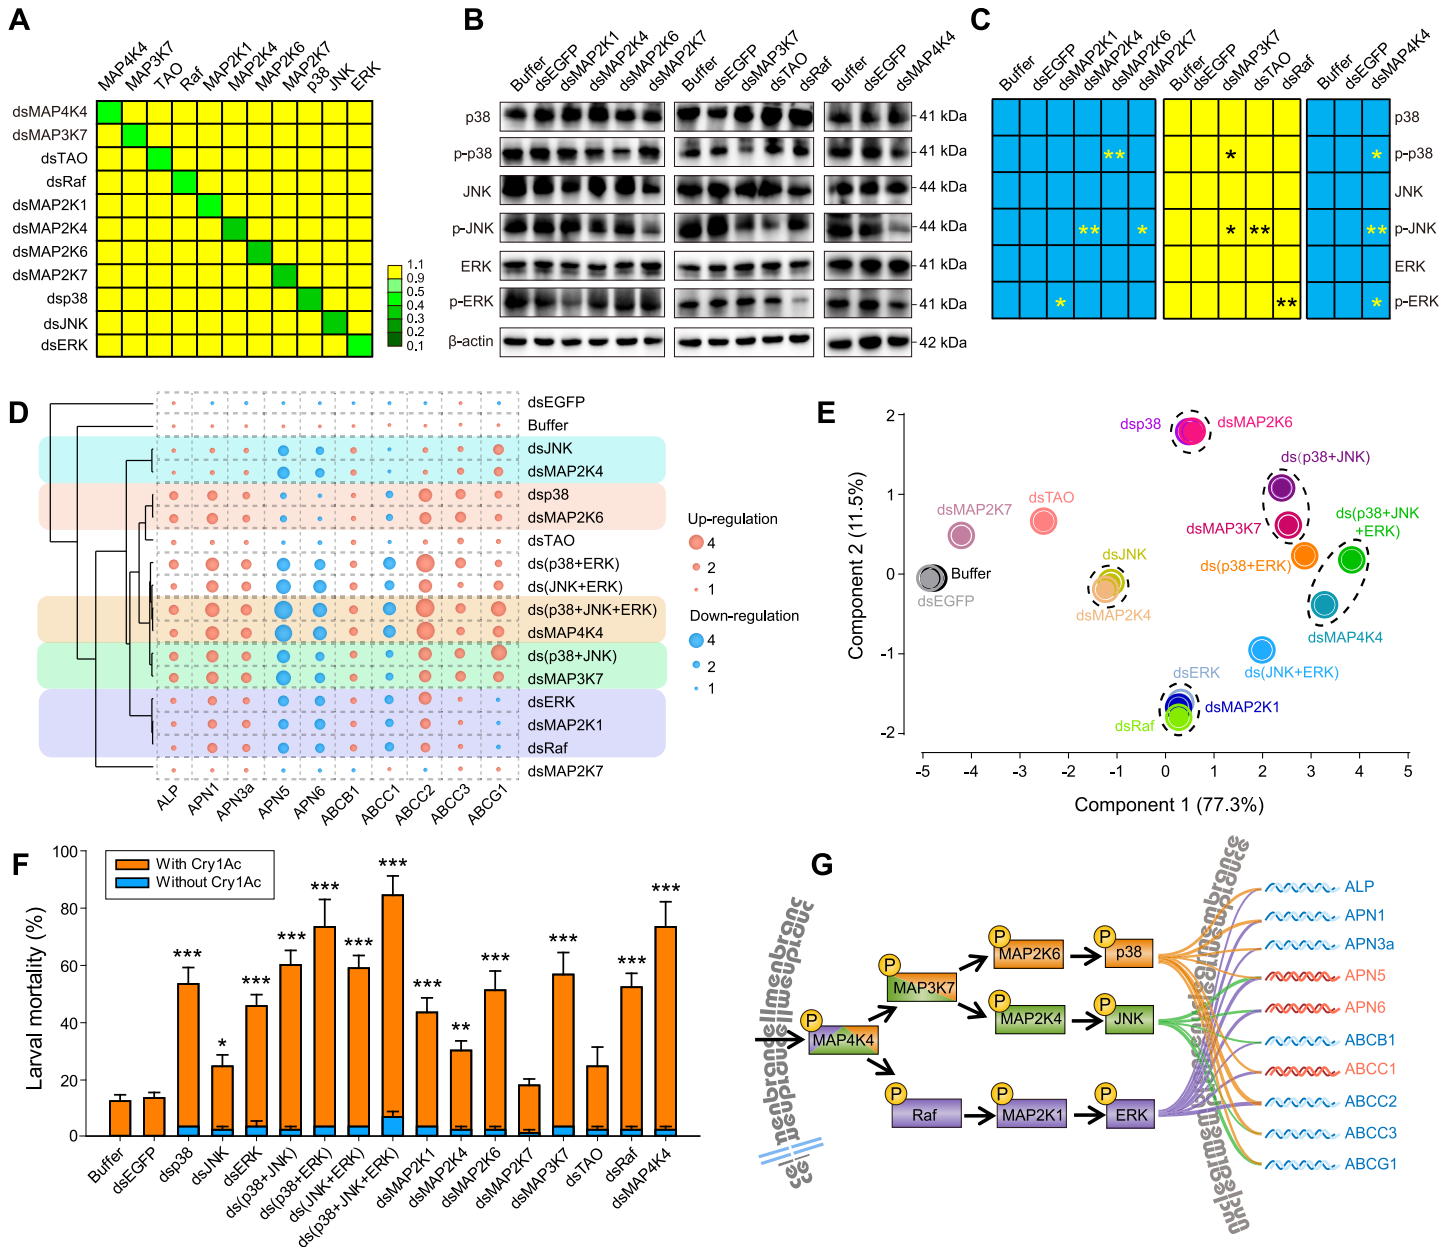 A
MAP4K4
MAP3K7
TAO
Raf
MAP2K1
MAP2K4
MAP2K6
MAP2K7
p38
JNK
ERK
dsMAP4K4
dsMAP3K7
dsTAO
dsRaf
dsMAP2K1
dsMAP2K4
dsMAP2K6
dsMAP2K7
dsp38
dsJNK
dsERK
1.1
0.9
0.5
0.4
0.3
0.2
0.1
B
Buffer
dsEGFP
dsMAP2K1
dsMAP2K4
dsMAP2K6
dsMAP2K7
Buffer
dsEGFP
dsMAP3K7
dsTAO
dsRaf
Buffer
dsEGFP
dsMAP4K4
p38
41 kDa
p-p38
41 kDa
JNK
44 kDa
p-JNK
44 kDa
ERK
41 kDa
p-ERK
41 kDa
β-actin
42 kDa
C
Buffer
dsEGFP
dsMAP2K1
dsMAP2K4
dsMAP2K6
dsMAP2K7
Buffer
dsEGFP
dsMAP3K7
dsTAO
dsRaf
Buffer
dsEGFP
dsMAP4K4
p38
** * * p-p38
JNK
** * * ** ** p-JNK
ERK
* ** * p-ERK
D
dsEGFP
Buffer
dsJNK
dsMAP2K4
dsp38
dsMAP2K6
dsTAO
ds(p38+ERK)
ds(JNK+ERK)
ds(p38+JNK+ERK)
dsMAP4K4
ds(p38+JNK)
dsMAP3K7
dsERK
dsMAP2K1
dsRaf
dsMAP2K7
ALP
APN1
APN3a
APN5
APN6
ABCB1
ABCC1
ABCC2
ABCC3
ABCG1
Up-regulation
4
2
1
Down-regulation
4
2
1
E
Component 2 (11.5%)
2
1
0
-1
-2
-5 -4 -3 -2 -1 0 1 2 3 4 5
Component 1 (77.3%)
dsp38
dsMAP2K6
ds(p38+JNK)
dsMAP2K7
dsTAO
dsMAP3K7
ds(p38+JNK
+ERK)
ds(p38+ERK)
dsJNK
Buffer
dsEGFP
dsMAP2K4
dsMAP4K4
ds(JNK+ERK)
dsERK
dsMAP2K1
dsRaf
F
Larval mortality (%)
100
80
60
40
20
0
With Cry1Ac
Without Cry1Ac
***
*
***
***
***
***
***
***
**
***
***
***
***
Buffer
dsEGFP
dsp38
dsJNK
dsERK
ds(p38+JNK)
ds(p38+ERK)
ds(JNK+ERK)
ds(p38+JNK+ERK)
dsMAP2K1
dsMAP2K4
dsMAP2K6
dsMAP2K7
dsMAP3K7
dsTAO
dsRaf
dsMAP4K4
G
P
MAP4K4
P
MAP3K7
P
MAP2K6
P
p38
P
MAP2K4
P
JNK
P
Raf
P
MAP2K1
P
ERK
ALP
APN1
APN3a
APN5
APN6
ABCB1
ABCC1
ABCC2
ABCC3
ABCG1